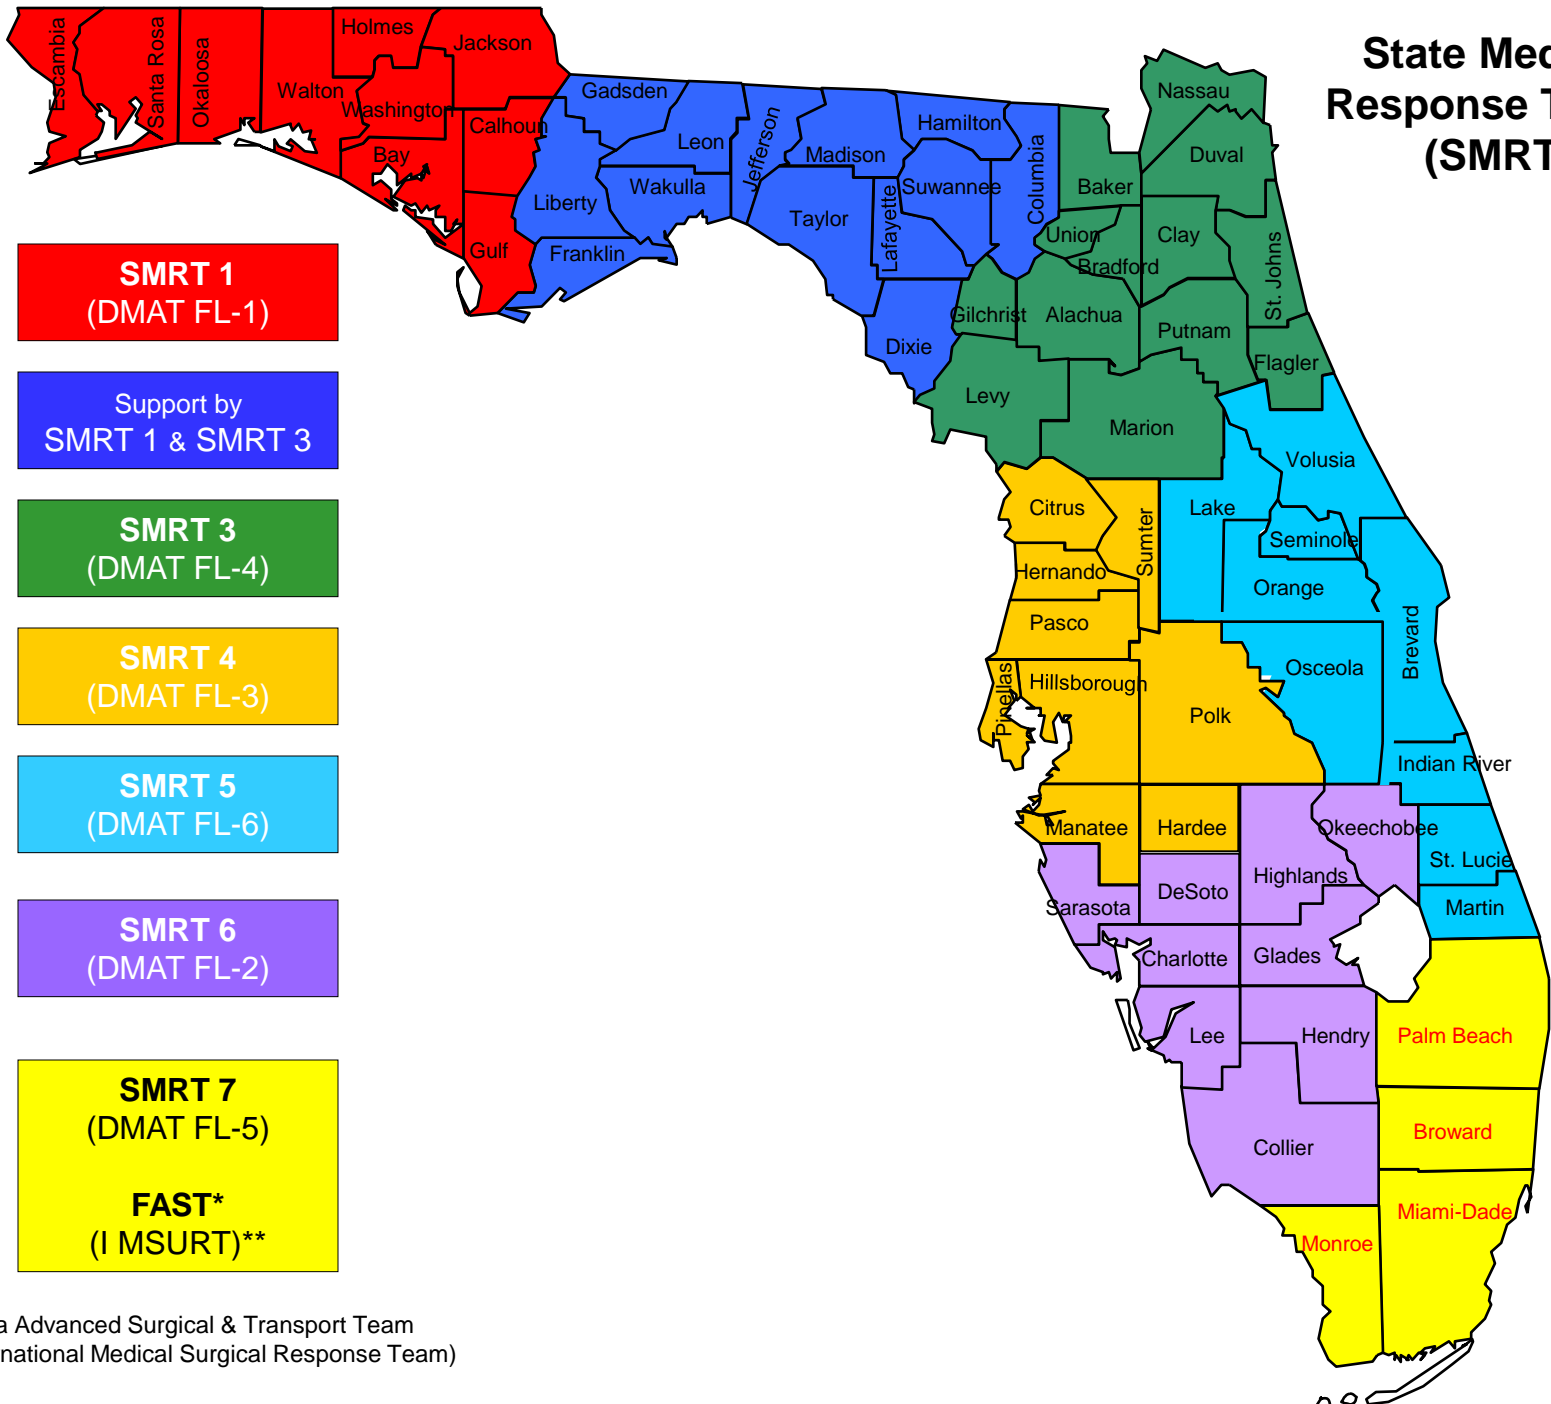 State Med
Response T
(SMRT
Escambia
Santa Rosa
Okaloosa
Walton
Holmes
Jackson
Washington
Bay
Calhoun
Gulf
Gadsden
Liberty
Franklin
Leon
Wakulla
Jefferson
Madison
Taylor
Hamilton
Suwannee
Lafayette
Columbia
Dixie
Nassau
Duval
Baker
Union
Bradford
Clay
St. Johns
Gilchrist
Alachua
Putnam
Flagler
Levy
Marion
Volusia
Lake
Seminole
Orange
Brevard
Osceola
Indian River
St. Lucie
Martin
Citrus
Sumter
Hernando
Pasco
Pinellas
Hillsborough
Polk
Manatee
Hardee
Okeechobee
Highlands
DeSoto
Sarasota
Charlotte
Glades
Lee
Hendry
Collier
Palm Beach
Broward
Miami-Dade
Monroe
SMRT 1
(DMAT FL-1)
Support by
SMRT 1 & SMRT 3
SMRT 3
(DMAT FL-4)
SMRT 4
(DMAT FL-3)
SMRT 5
(DMAT FL-6)
SMRT 6
(DMAT FL-2)
SMRT 7
(DMAT FL-5)
FAST*
(I MSURT)**
a Advanced Surgical & Transport Team
national Medical Surgical Response Team)